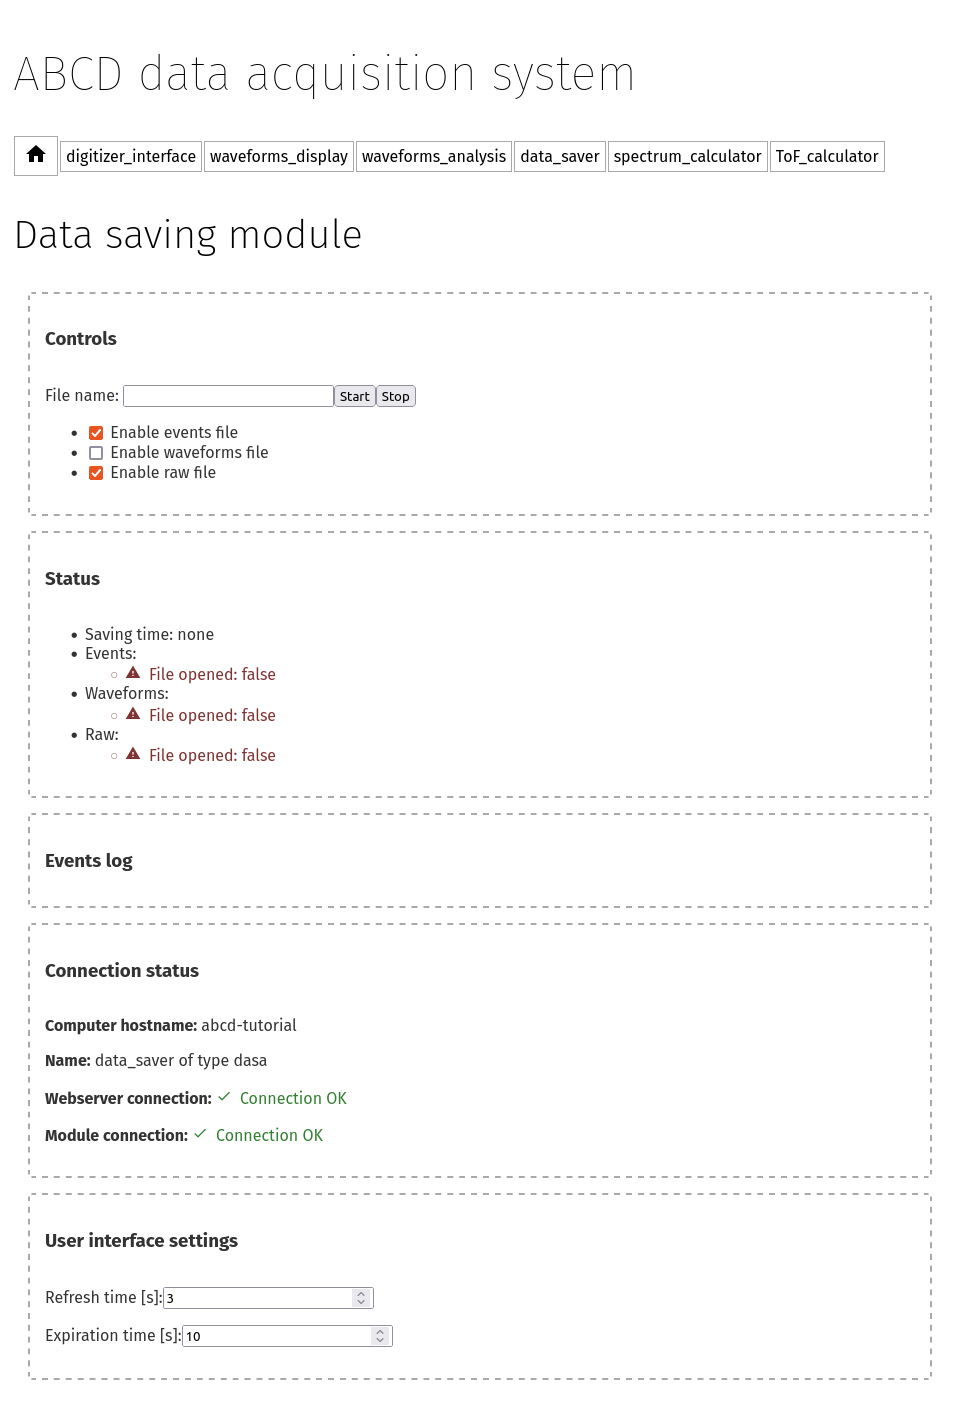 ABCD data acquisition system
digitizer_interface waveforms_display waveforms_analysis data_saver spectrum_calculator ToF_calculator
Data saving module
Controls
File name: Start Stop
Enable events file
Enable waveforms file
Enable raw file
Status
Saving time: none
Events:
File opened: false
Waveforms:
File opened: false
Raw:
File opened: false
Events log
Connection status
Computer hostname: abcd-tutorial
Name: data_saver of type dasa
Webserver connection: Connection OK
Module connection: Connection OK
User interface settings
Refresh time [s]: 3
Expiration time [s]: 10